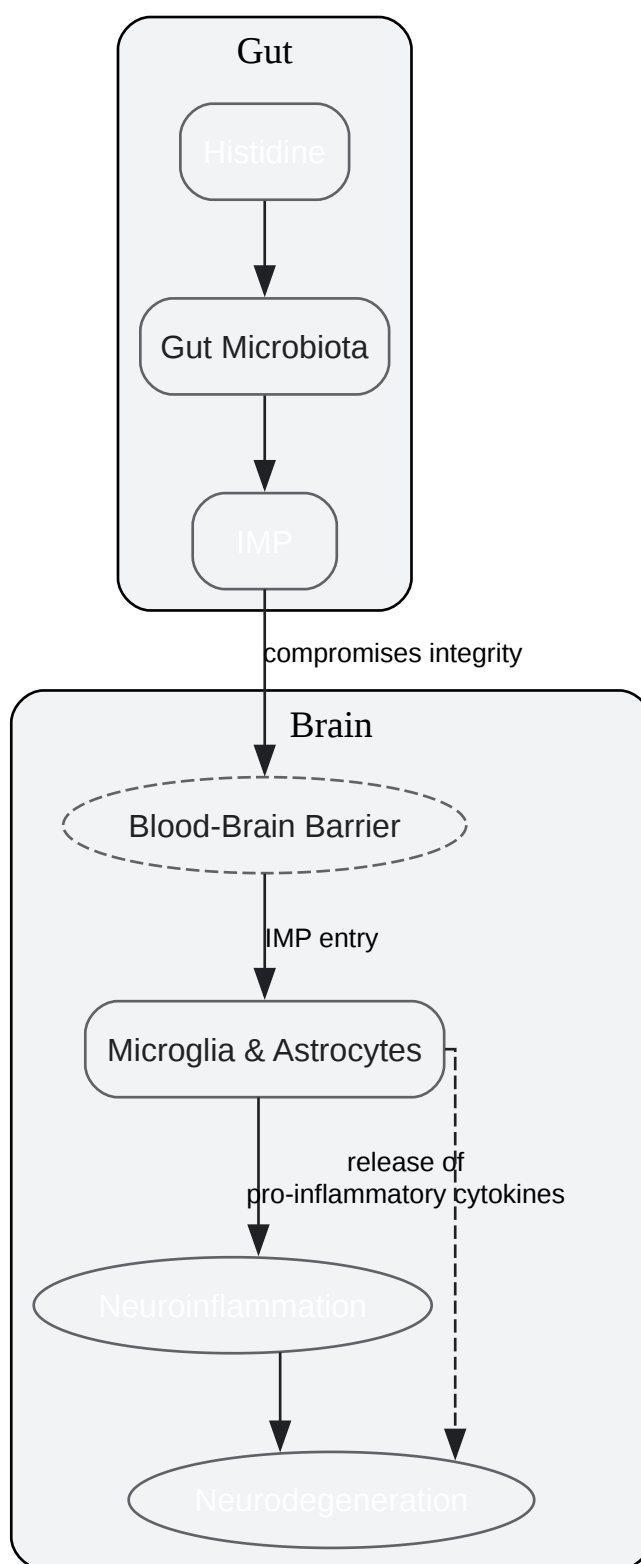 Gut
Histidine
Gut Microbiota
IMP
compromises integrity
Brain
Blood-Brain Barrier
IMP entry
Microglia & Astrocytes
release of
pro-inflammatory cytokines
Neuroinflammation
Neurodegeneration